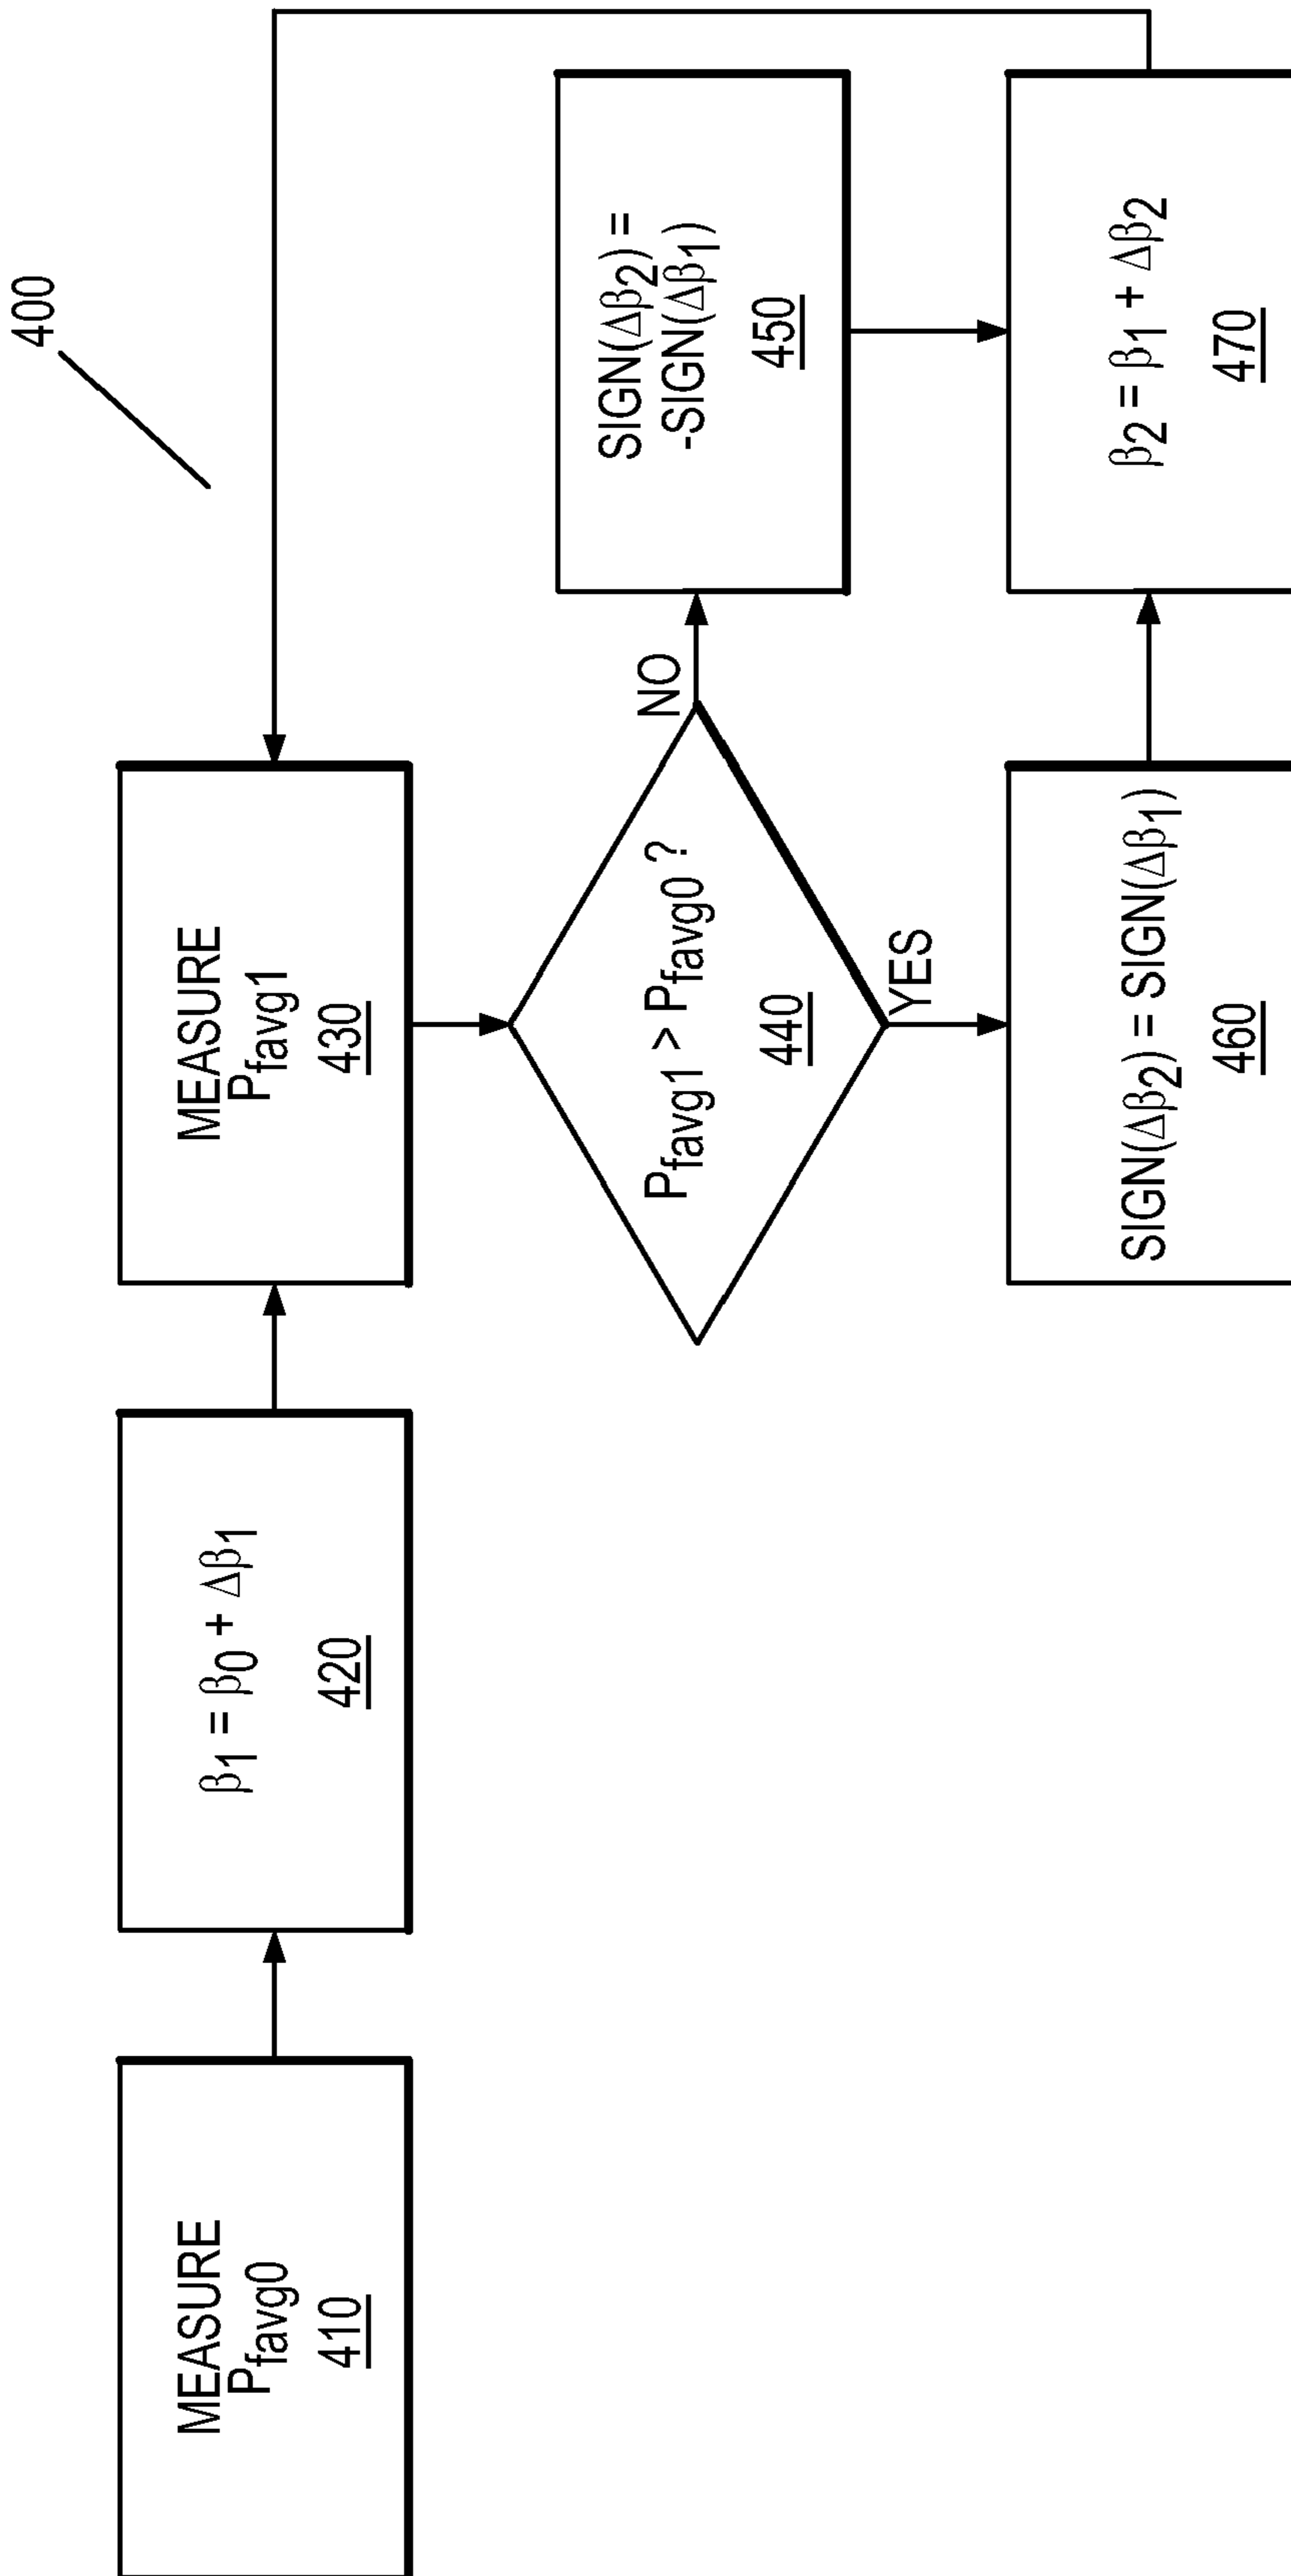 400
MEASURE
Pfavg0
410
β1 = β0 + Δβ1
420
MEASURE
Pfavg1
430
Pfavg1 > Pfavg0 ?
440
NO
YES
SIGN(Δβ2) =
-SIGN(Δβ1)
450
SIGN(Δβ2) = SIGN(Δβ1)
460
β2 = β1 + Δβ2
470